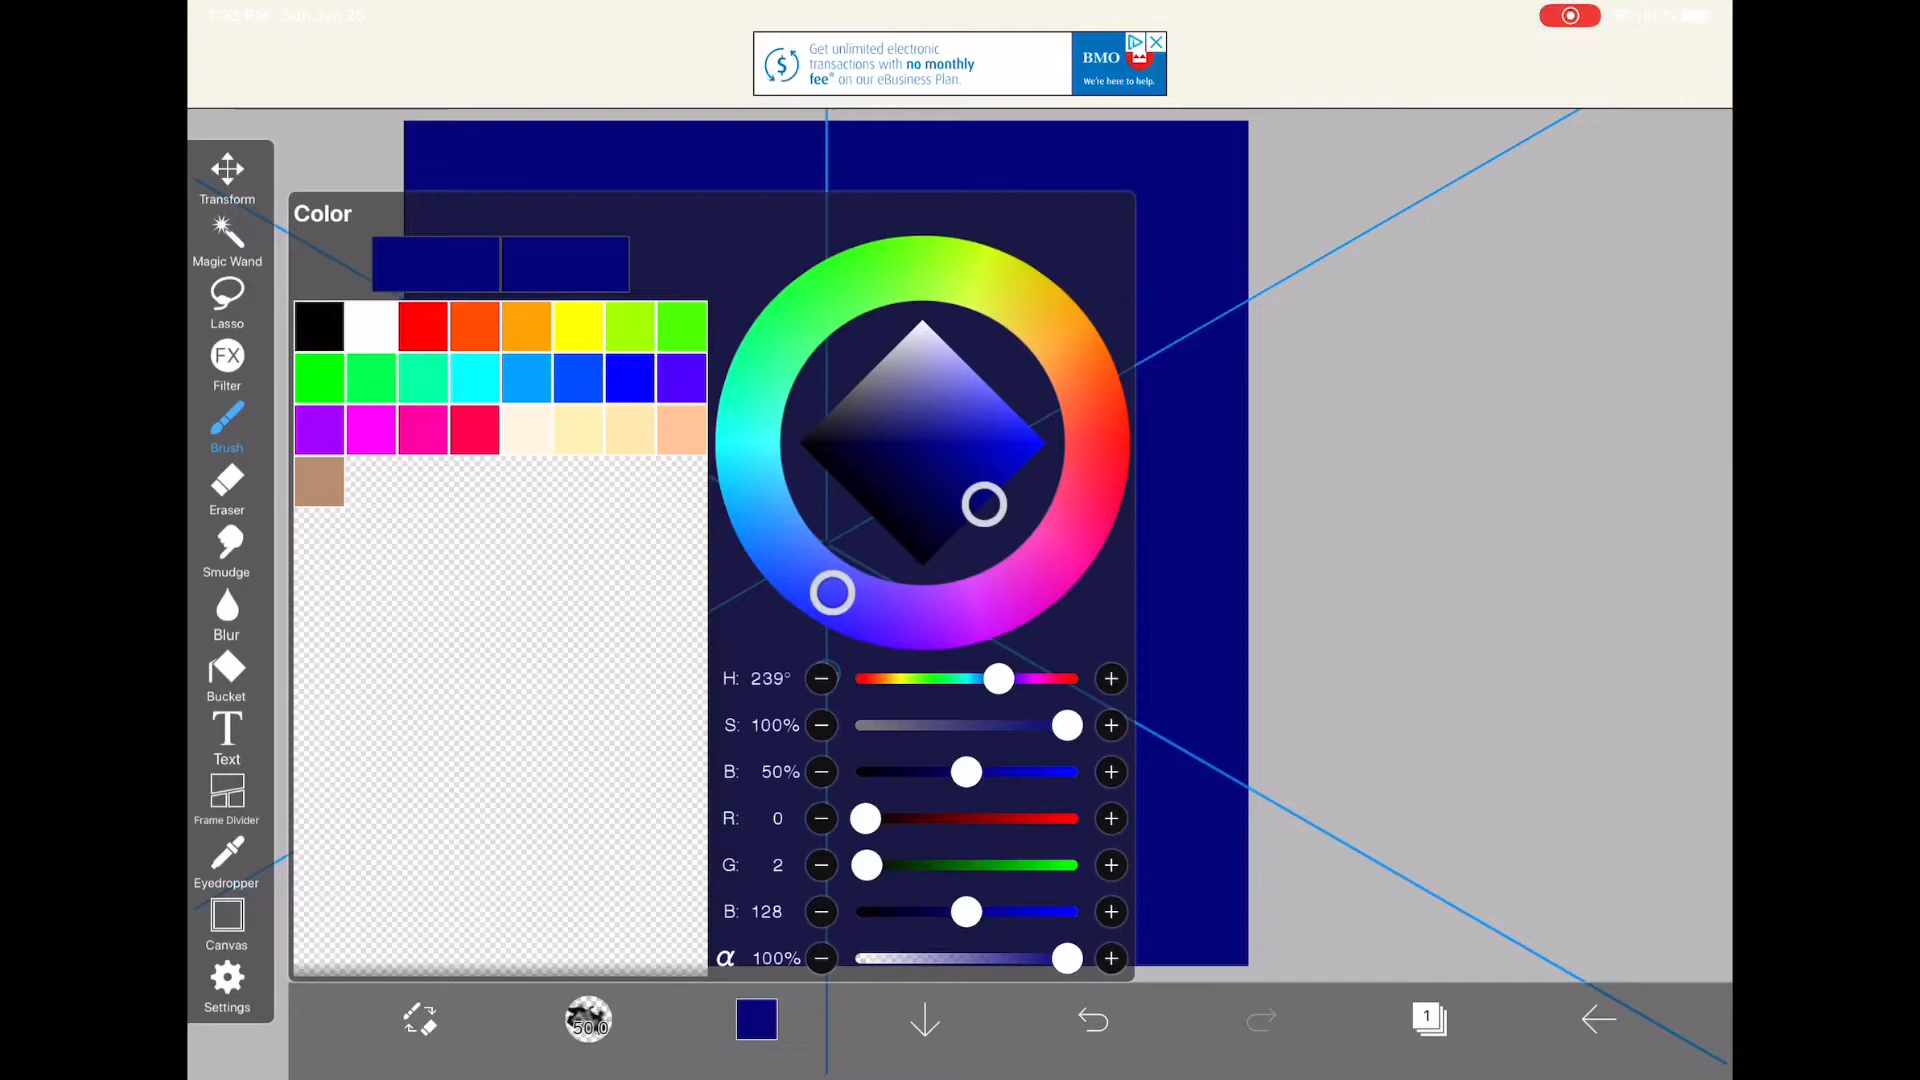 Get unlimited electronic
transactions with no monthly
fee* on our eBusiness Plan.
BMO
We're here to help.
Transform
Magic Wand
Lasso
FX
Filter
Brush
Eraser
Smudge
Blur
Bucket
T
Text
Frame Divider
Eyedropper
Canvas
Settings
Color
H: 239°
S: 100%
B: 50%
R: 0
G: 2
B: 128
α 100%
50.0
1